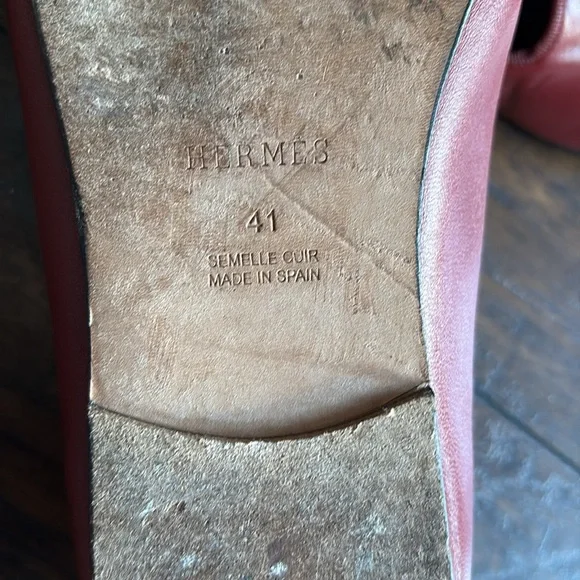 HERMÈS
41
SEMELLE CUIR
MADE IN SPAIN